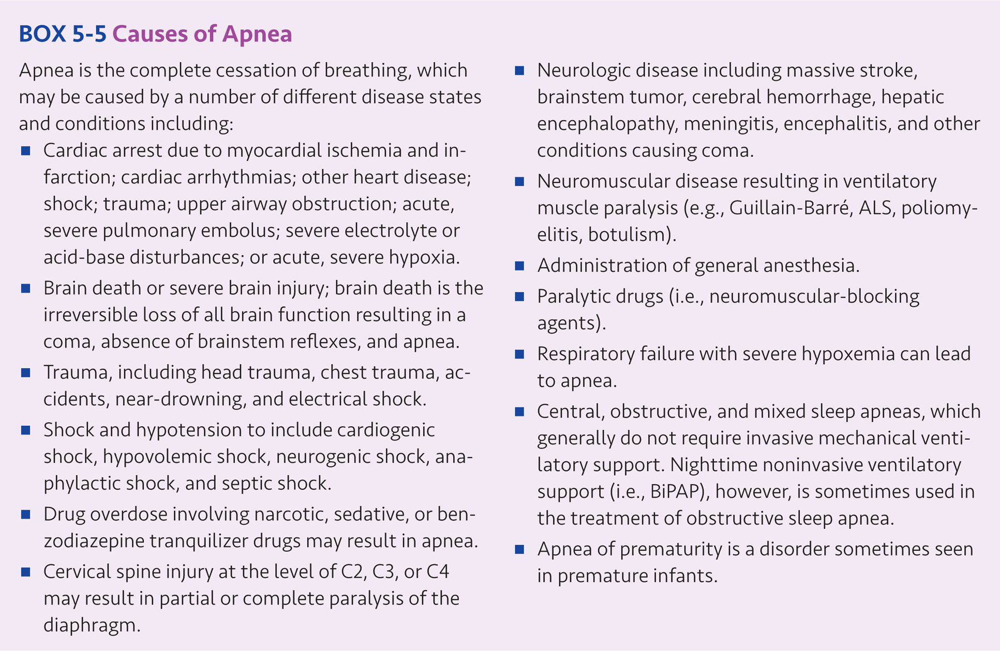 BOX 5-5 Causes of Apnea
Apnea is the complete cessation of breathing, which
may be caused by a number of different disease states
and conditions including:
■ Cardiac arrest due to myocardial ischemia and in-
farction; cardiac arrhythmias; other heart disease;
shock; trauma; upper airway obstruction; acute,
severe pulmonary embolus; severe electrolyte or
acid-base disturbances; or acute, severe hypoxia.
■ Brain death or severe brain injury; brain death is the
irreversible loss of all brain function resulting in a
coma, absence of brainstem reflexes, and apnea.
■ Trauma, including head trauma, chest trauma, ac-
cidents, near-drowning, and electrical shock.
■ Shock and hypotension to include cardiogenic
shock, hypovolemic shock, neurogenic shock, ana-
phylactic shock, and septic shock.
■ Drug overdose involving narcotic, sedative, or ben-
zodiazepine tranquilizer drugs may result in apnea.
■ Cervical spine injury at the level of C2, C3, or C4
may result in partial or complete paralysis of the
diaphragm.
■ Neurologic disease including massive stroke,
brainstem tumor, cerebral hemorrhage, hepatic
encephalopathy, meningitis, encephalitis, and other
conditions causing coma.
■ Neuromuscular disease resulting in ventilatory
muscle paralysis (e.g., Guillain-Barré, ALS, poliomy-
elitis, botulism).
■ Administration of general anesthesia.
■ Paralytic drugs (i.e., neuromuscular-blocking
agents).
■ Respiratory failure with severe hypoxemia can lead
to apnea.
■ Central, obstructive, and mixed sleep apneas, which
generally do not require invasive mechanical venti-
latory support. Nighttime noninvasive ventilatory
support (i.e., BiPAP), however, is sometimes used in
the treatment of obstructive sleep apnea.
■ Apnea of prematurity is a disorder sometimes seen
in premature infants.